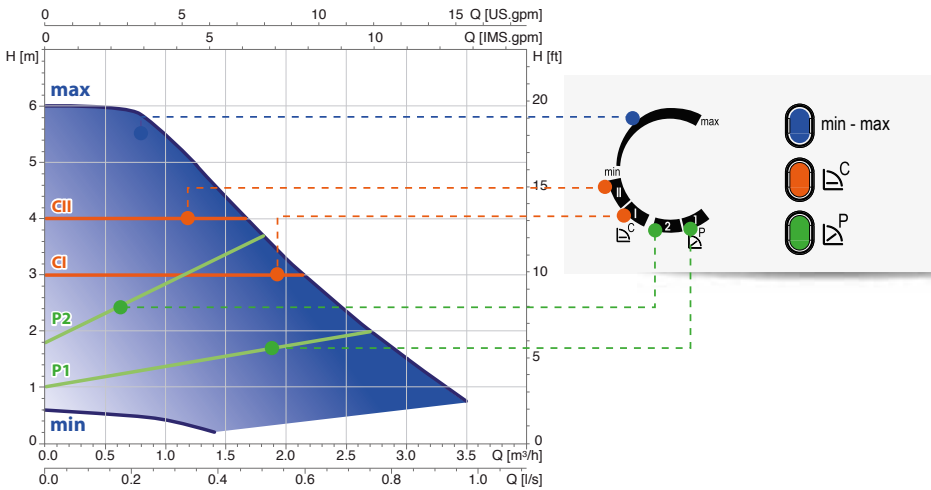 0 5 10 15 Q [US.gpm]
0 5 10 Q [IMS.gpm]
H [m] H [ft]
max
6 20
max
min - max
5
min
II
C
15
CII
4
I
2
1
C
P
P
CI
3 10
P2
2
5
P1
1
min
0 0
0.0 0.5 1.0 1.5 2.0 2.5 3.0 3.5 Q [m³/h]
0.0 0.2 0.4 0.6 0.8 1.0 Q [l/s]